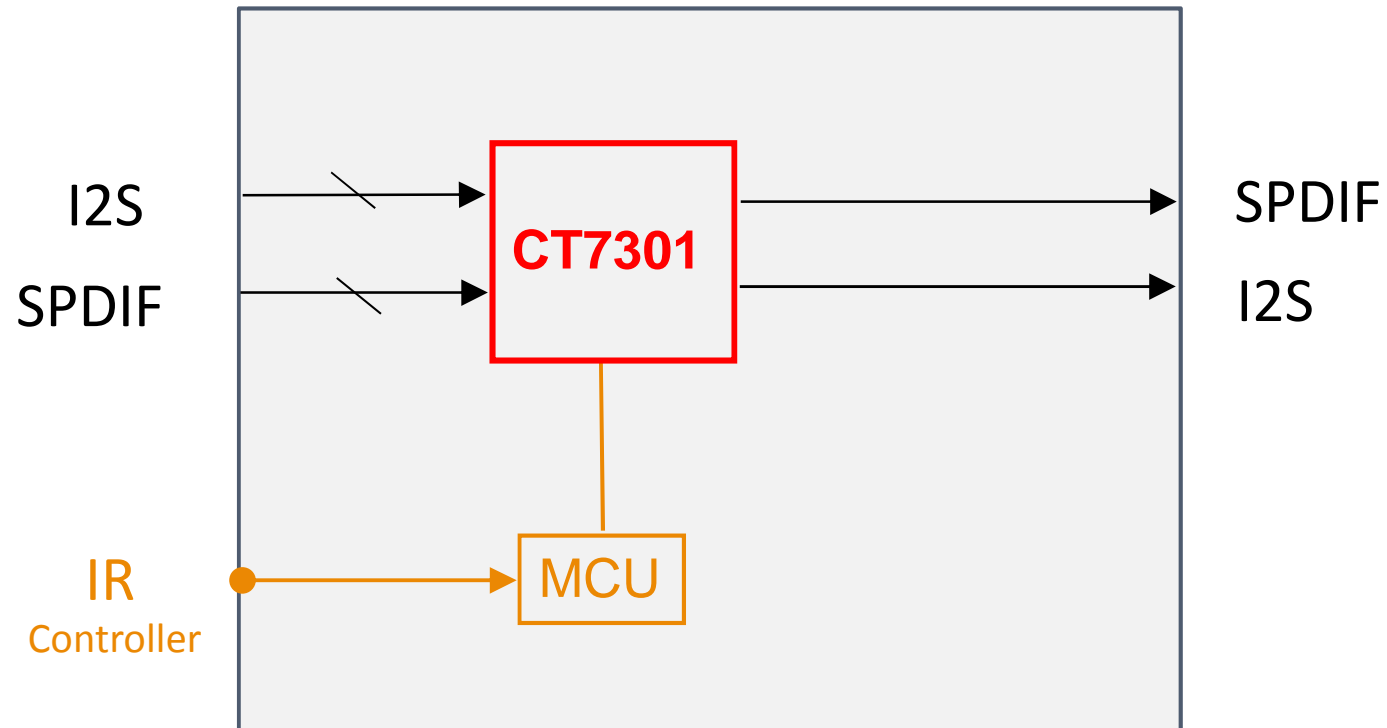 I2S
SPDIF
CT7301
SPDIF
I2S
IR
Controller
MCU